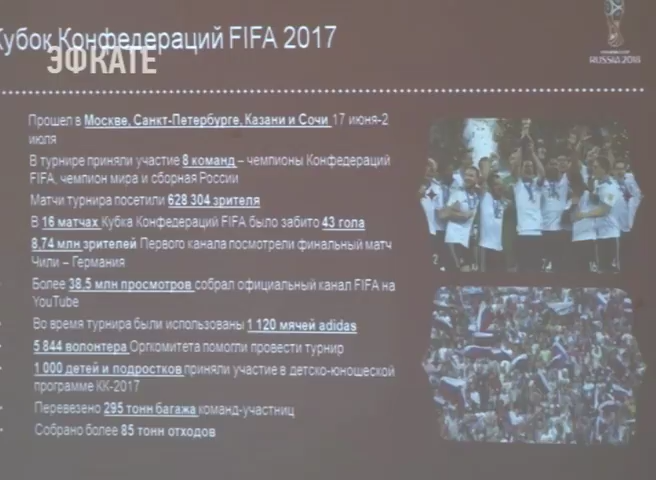 Кубок Конфедераций FIFA 2017
ЭФКАТЕ
RUSSIA 2018
Прошел в Москве, Санкт-Петербурге, Казани и Сочи 17 июня-2
июля
В турнире приняли участие 8 команд – чемпионы Конфедераций
FIFA, чемпион мира и сборная России
Матчи турнира посетили 628 304 зрителя
В 16 матчах Кубка Конфедераций FIFA было забито 43 гола
8,74 млн зрителей Первого канала посмотрели финальный матч
Чили – Германия
Более 38.5 млн просмотров собрал официальный канал FIFA на
YouTube
Во время турнира были использованы 1 120 мячей adidas
5 844 волонтера Оргкомитета помогли провести турнир
1 000 детей и подростков приняли участие в детско-юношеской
программе КК-2017
Перевезено 295 тонн багажа команд-участниц
Собрано более 85 тонн отходов